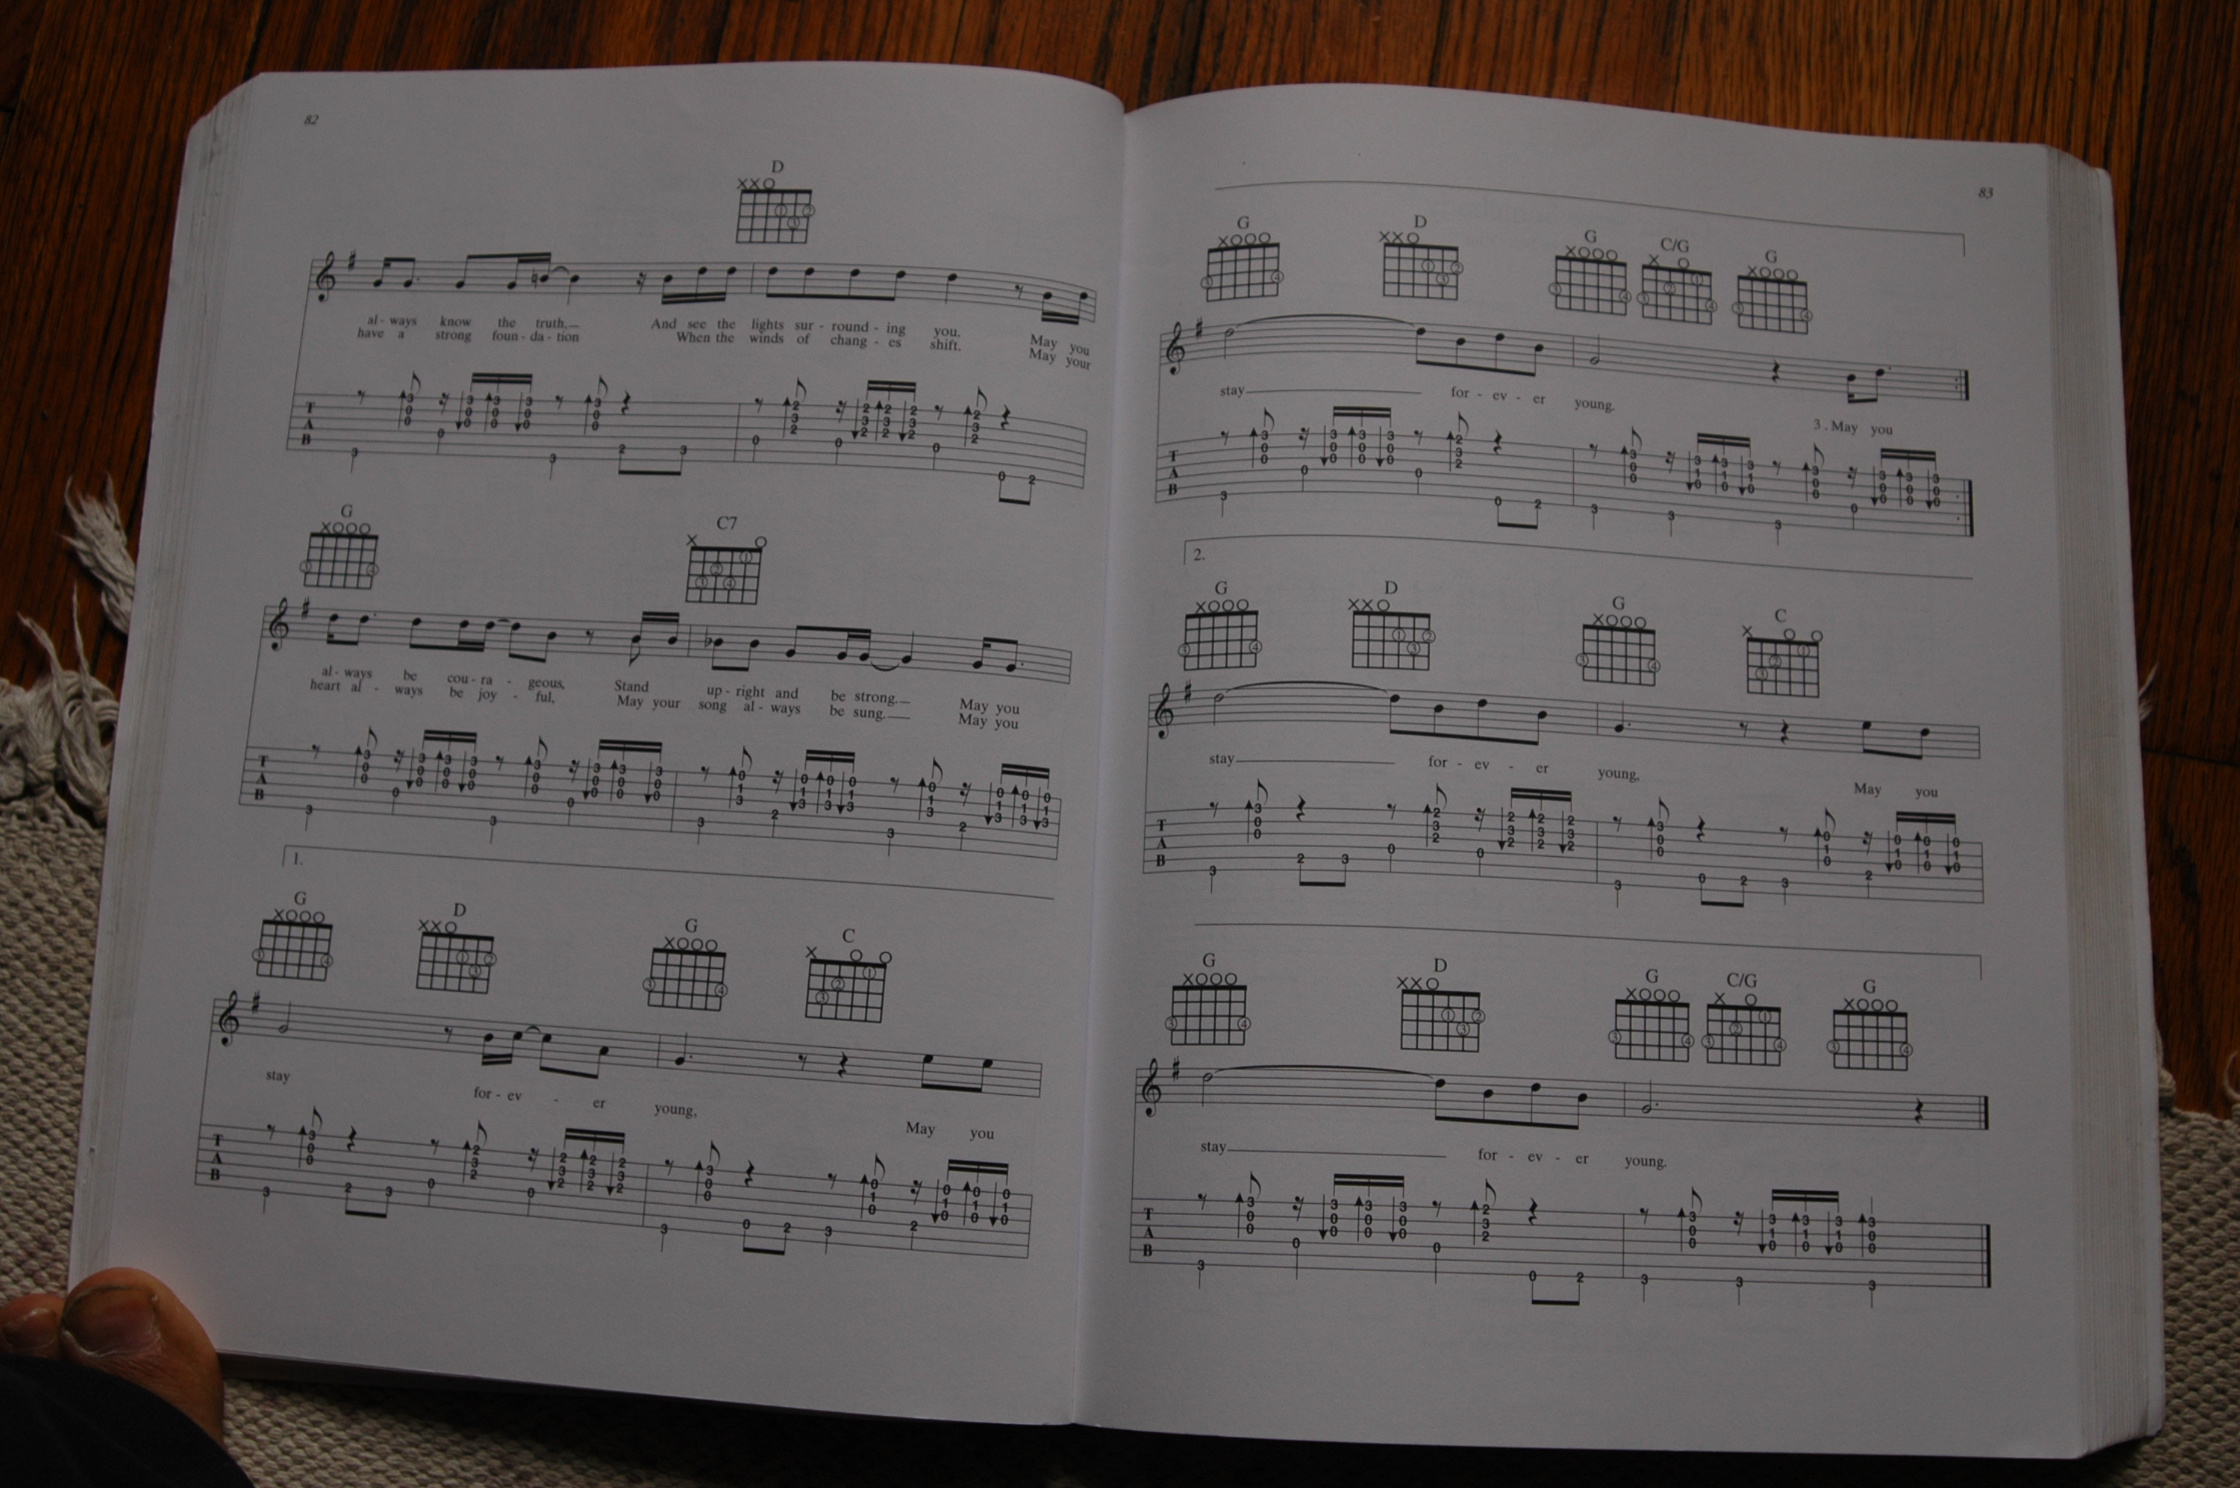 82
D
al - ways know the truth, And see the lights sur - round - ing you. May you
have a strong foun - da - tion When the winds of chang - es shift. May your
T
A
B
G C7
al - ways be cou - ra - geous, Stand up - right and be strong. May you
heart al - ways be joy - ful, May your song al - ways be sung. May you
T
A
B
1.
G D G C
stay for - ev - er young, May you
T
A
B
83
G D G C/G G
stay for - ev - er young. 3. May you
T
A
B
2.
G D G C
stay for - ev - er young, May you
T
A
B
G D G C/G G
stay for - ev - er young.
T
A
B